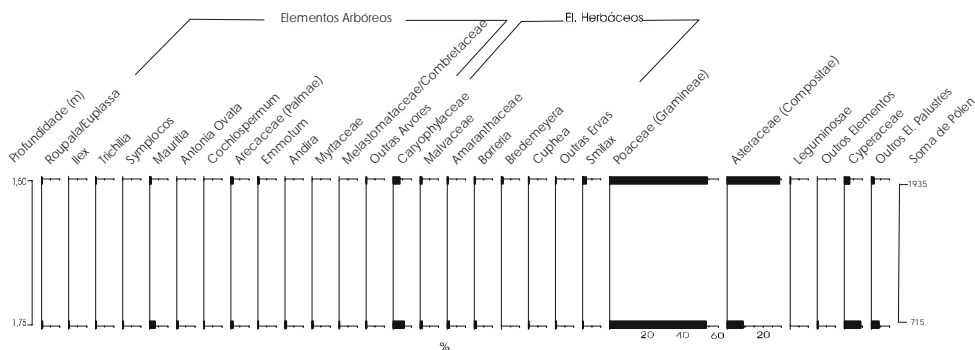 Elementos Arbóreos
El. Herbáceos
Profundidade (m)
Roupala/Euplassa
Ilex
Trichilia
Symplocos
Mauritia
Antonia Ovata
Cochlospermum
Arecaceae (Palmae)
Emmotum
Andira
Myrtaceae
Melastomataceae/Combretaceae
Outras Arvores
Caryophylaceae
Malvaceae
Amaranthaceae
Borreria
Bredemeyera
Cuphea
Outras Ervas
Smilax
Poaceae (Gramineae)
Asteraceae (Compositae)
Leguminosae
Outros Elementos
Cyperaceae
Outros El. Palustres
Soma de Pólen
1,50
1935
1,75
715
20 40 60 20
%